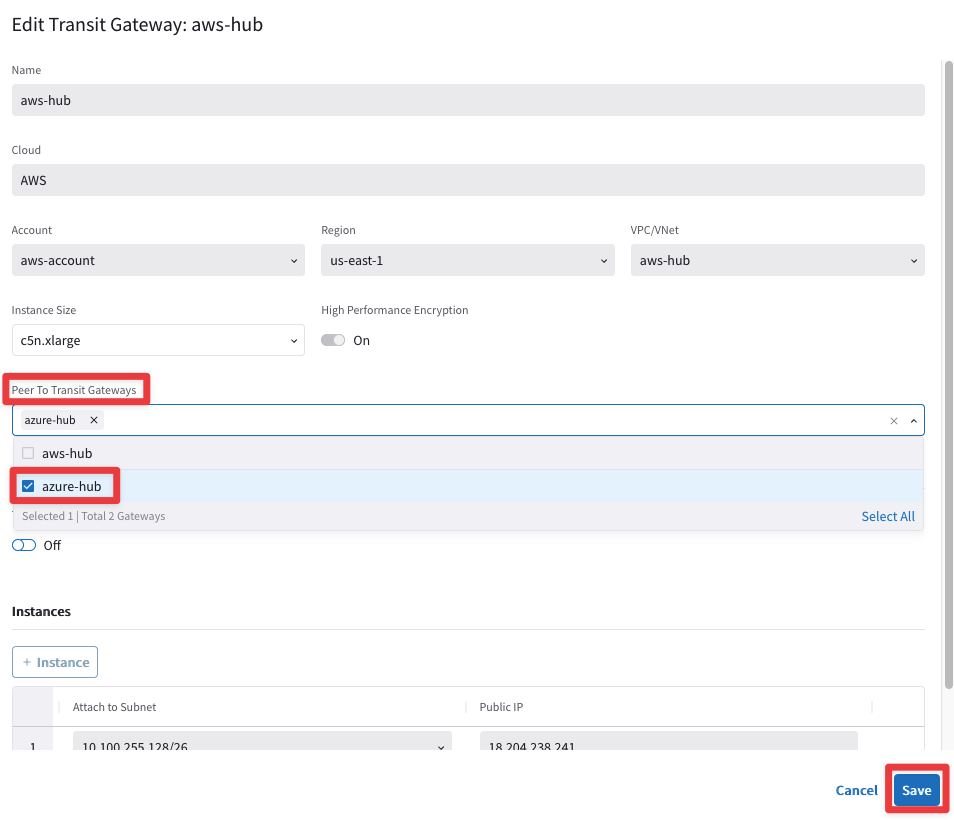 Edit Transit Gateway: aws-hub
Name
aws-hub
Cloud
AWS
Account Region VPC/VNet
aws-account us-east-1 aws-hub
Instance Size High Performance Encryption
c5n.xlarge On
Peer To Transit Gateways
azure-hub
aws-hub
azure-hub
Selected 1 | Total 2 Gateways Select All
Off
Instances
+ Instance
Attach to Subnet Public IP
1 10.100.255.128/26 18.204.238.241
Cancel Save